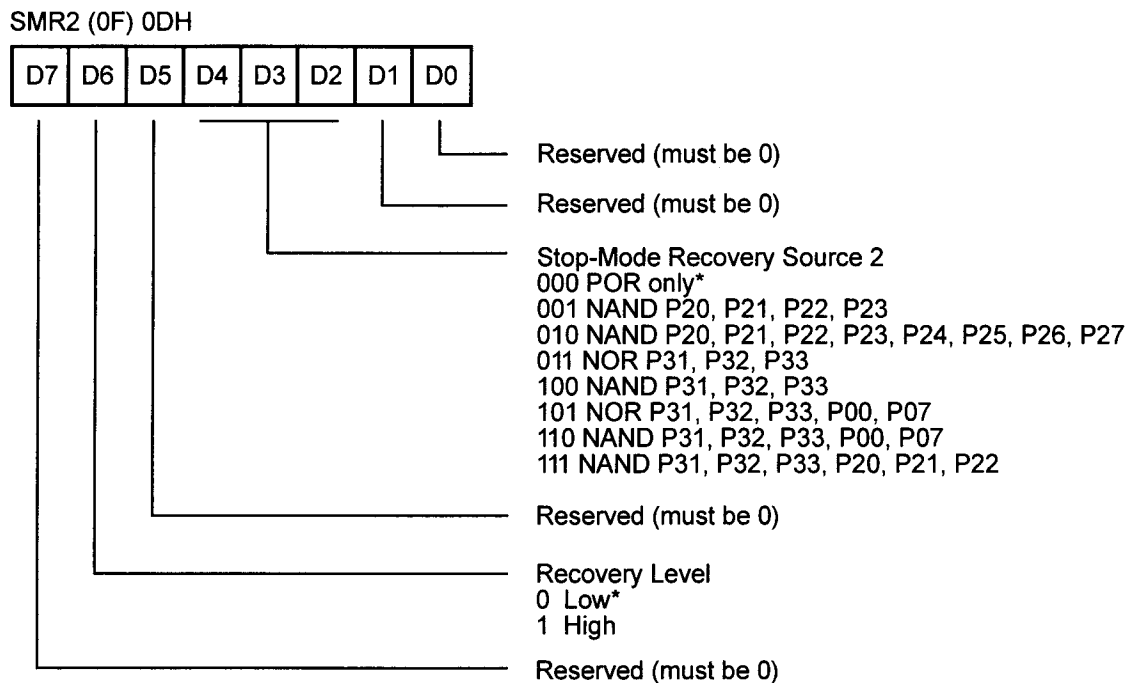 SMR2 (0F) 0DH
D7 D6 D5 D4 D3 D2 D1 D0
Reserved (must be 0)
Reserved (must be 0)
Stop-Mode Recovery Source 2
000 POR only*
001 NAND P20, P21, P22, P23
010 NAND P20, P21, P22, P23, P24, P25, P26, P27
011 NOR P31, P32, P33
100 NAND P31, P32, P33
101 NOR P31, P32, P33, P00, P07
110 NAND P31, P32, P33, P00, P07
111 NAND P31, P32, P33, P20, P21, P22
Reserved (must be 0)
Recovery Level
0 Low*
1 High
Reserved (must be 0)